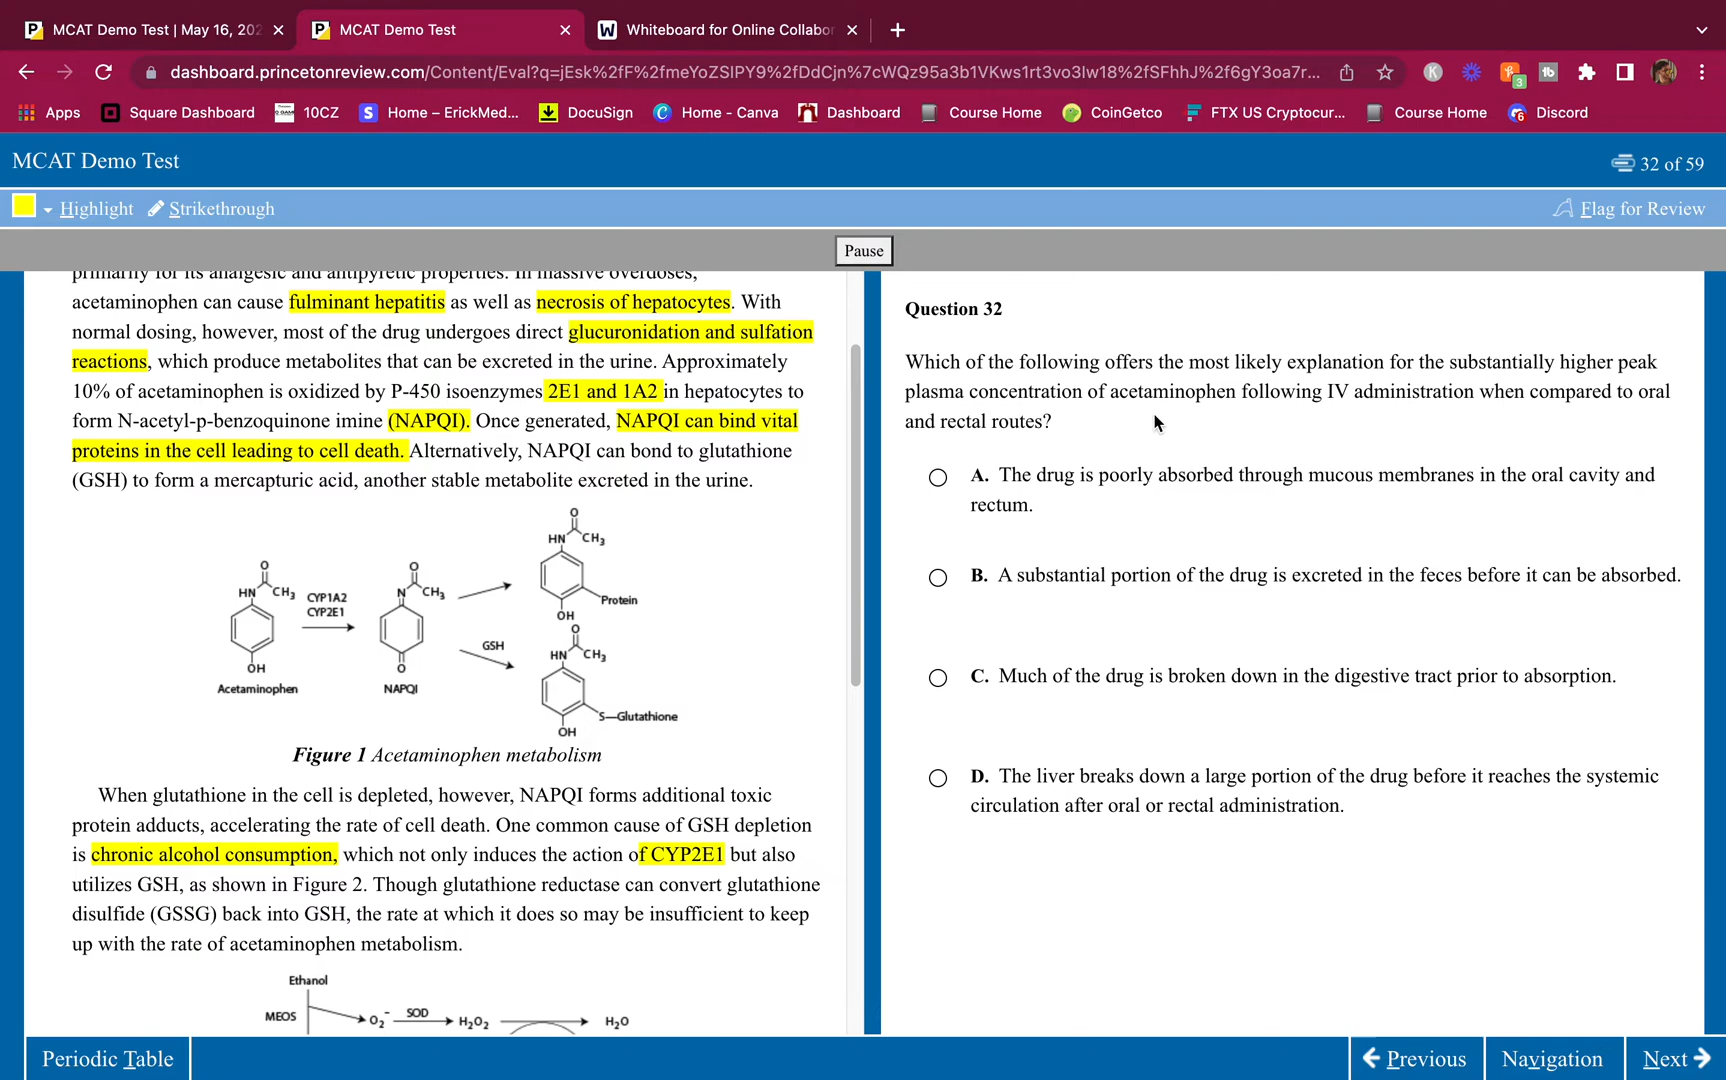 MCAT Demo Test | May 16, 202
MCAT Demo Test
Whiteboard for Online Collabor
dashboard.princetonreview.com/Content/Eval?q=jEsk%2fF%2fmeYoZSIPY9%2fDdCjn%7cWQz95a3b1VKws1rt3vo3lw18%2fSFhhJ%2f6gY3oa7r...
Apps Square Dashboard 10CZ Home – ErickMed... DocuSign Home - Canva Dashboard Course Home CoinGetco FTX US Cryptocur... Course Home Discord
MCAT Demo Test
32 of 59
Highlight Strikethrough
Flag for Review
Pause
primarily for its analgesic and antipyretic properties. In massive overdoses,
acetaminophen can cause fulminant hepatitis as well as necrosis of hepatocytes. With
normal dosing, however, most of the drug undergoes direct glucuronidation and sulfation
reactions, which produce metabolites that can be excreted in the urine. Approximately
10% of acetaminophen is oxidized by P-450 isoenzymes 2E1 and 1A2 in hepatocytes to
form N-acetyl-p-benzoquinone imine (NAPQI). Once generated, NAPQI can bind vital
proteins in the cell leading to cell death. Alternatively, NAPQI can bond to glutathione
(GSH) to form a mercapturic acid, another stable metabolite excreted in the urine.
O
HN CH3
OH
Acetaminophen
CYP1A2
CYP2E1
O
N CH3
O
NAPQI
O
HN CH3
Protein
OH
GSH
O
HN CH3
S—Glutathione
OH
Figure 1 Acetaminophen metabolism
When glutathione in the cell is depleted, however, NAPQI forms additional toxic
protein adducts, accelerating the rate of cell death. One common cause of GSH depletion
is chronic alcohol consumption, which not only induces the action of CYP2E1 but also
utilizes GSH, as shown in Figure 2. Though glutathione reductase can convert glutathione
disulfide (GSSG) back into GSH, the rate at which it does so may be insufficient to keep
up with the rate of acetaminophen metabolism.
Ethanol
MEOS
O2- SOD H2O2 H2O
Question 32
Which of the following offers the most likely explanation for the substantially higher peak
plasma concentration of acetaminophen following IV administration when compared to oral
and rectal routes?
A. The drug is poorly absorbed through mucous membranes in the oral cavity and
rectum.
B. A substantial portion of the drug is excreted in the feces before it can be absorbed.
C. Much of the drug is broken down in the digestive tract prior to absorption.
D. The liver breaks down a large portion of the drug before it reaches the systemic
circulation after oral or rectal administration.
Periodic Table
Previous
Navigation
Next